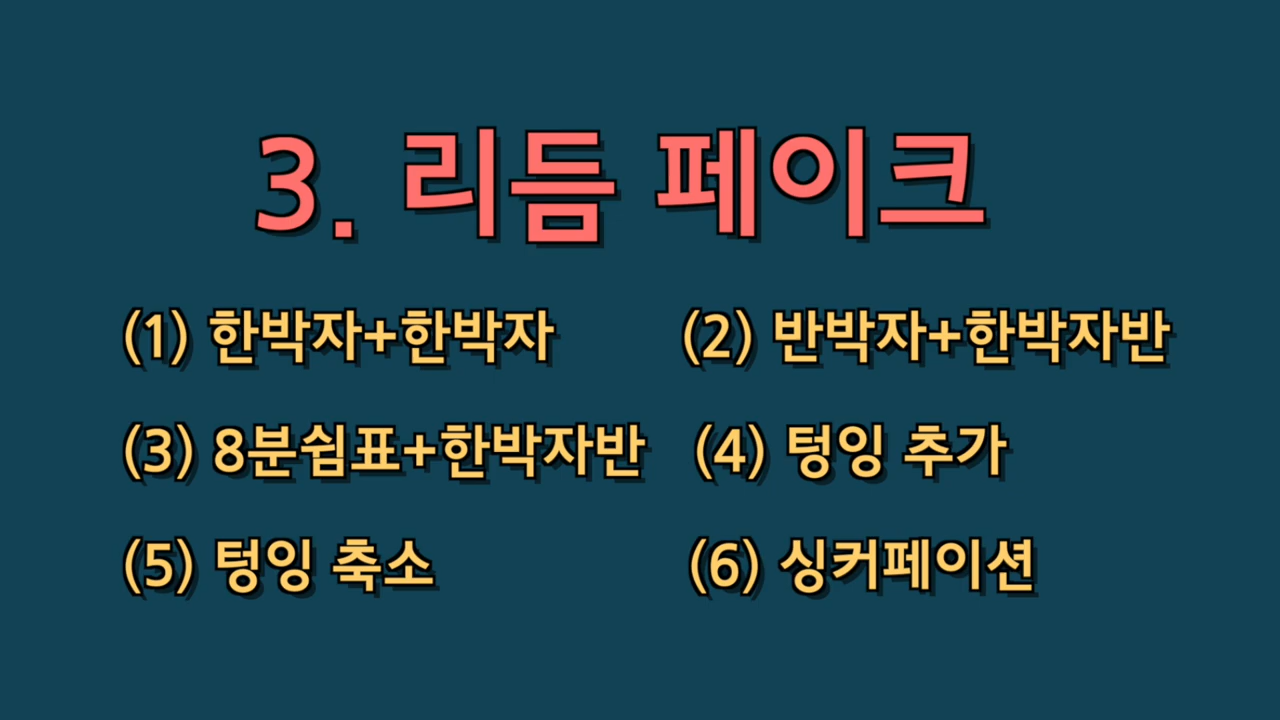 3. 리듬 페이크
(1) 한박자+한박자 (2) 반박자+한박자반
(3) 8분쉼표+한박자반 (4) 텅잉 추가
(5) 텅잉 축소 (6) 싱커페이션